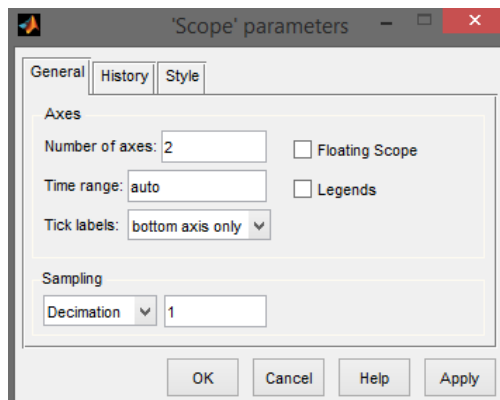 'Scope' parameters
General History Style
Axes
Number of axes: 2
Floating Scope
Time range: auto
Legends
Tick labels: bottom axis only
Sampling
Decimation 1
OK Cancel Help Apply